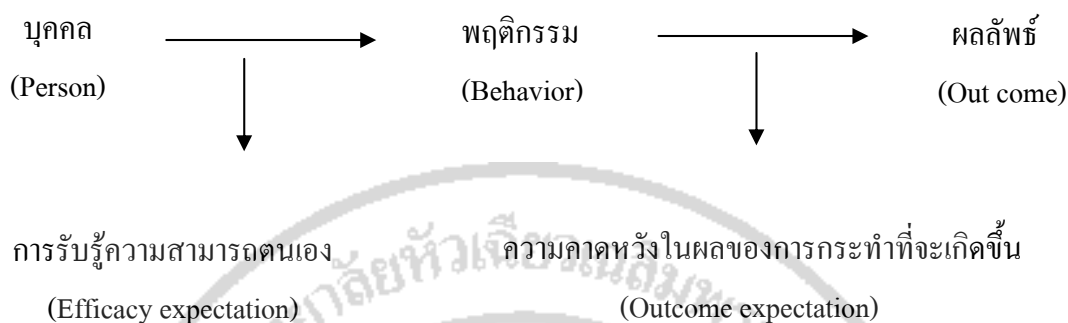 บุคคล พฤติกรรม ผลลัพธ์
(Person) (Behavior) (Out come)
การรับรู้ความสามารถตนเอง ความคาดหวังในผลของการกระทำที่จะเกิดขึ้น
(Efficacy expectation) (Outcome expectation)